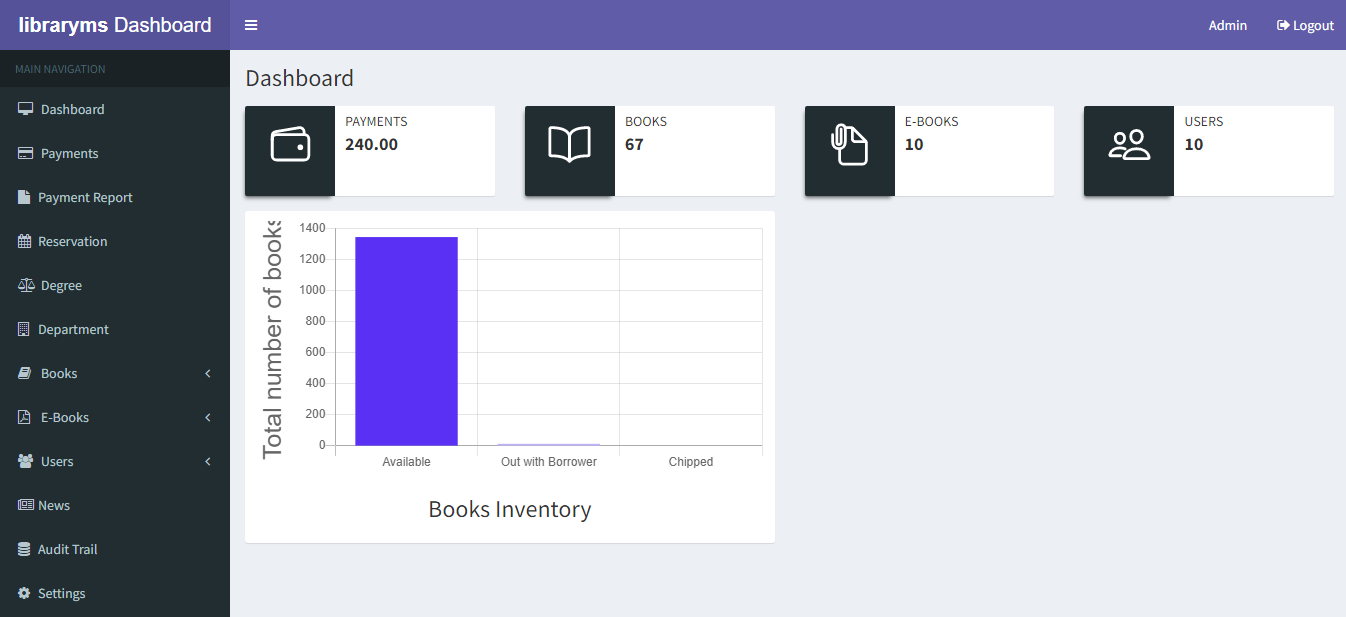 libraryms Dashboard
Admin
Logout
MAIN NAVIGATION
Dashboard
Payments
Payment Report
Reservation
Degree
Department
Books
E-Books
Users
News
Audit Trail
Settings
Dashboard
PAYMENTS
240.00
BOOKS
67
E-BOOKS
10
USERS
10
Total number of books
1400
1200
1000
800
600
400
200
0
Available
Out with Borrower
Chipped
Books Inventory